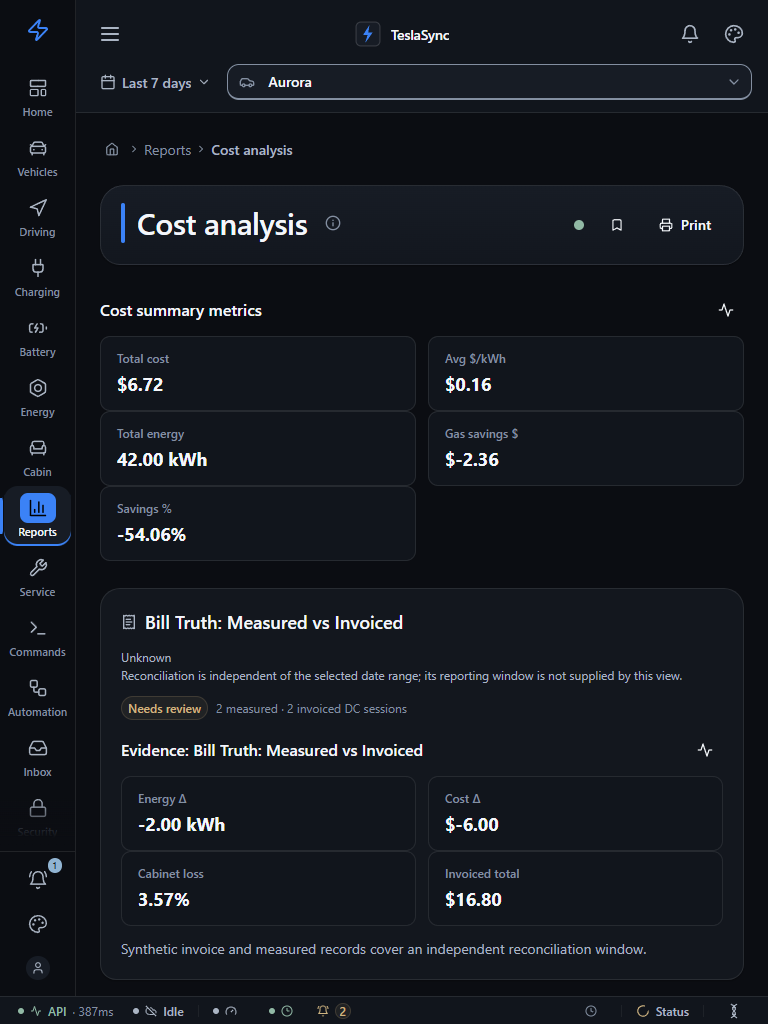 TeslaSync
Last 7 days
Aurora
Home
Vehicles
Driving
Charging
Battery
Energy
Cabin
Reports
Service
Commands
Automation
Inbox
Security
1
Reports
Cost analysis
Cost analysis
Print
Cost summary metrics
Total cost
$6.72
Avg $/kWh
$0.16
Total energy
42.00 kWh
Gas savings $
$-2.36
Savings %
-54.06%
Bill Truth: Measured vs Invoiced
Unknown
Reconciliation is independent of the selected date range; its reporting window is not supplied by this view.
Needs review 2 measured · 2 invoiced DC sessions
Evidence: Bill Truth: Measured vs Invoiced
Energy Δ
-2.00 kWh
Cost Δ
$-6.00
Cabinet loss
3.57%
Invoiced total
$16.80
Synthetic invoice and measured records cover an independent reconciliation window.
API · 387ms
Idle
2
Status